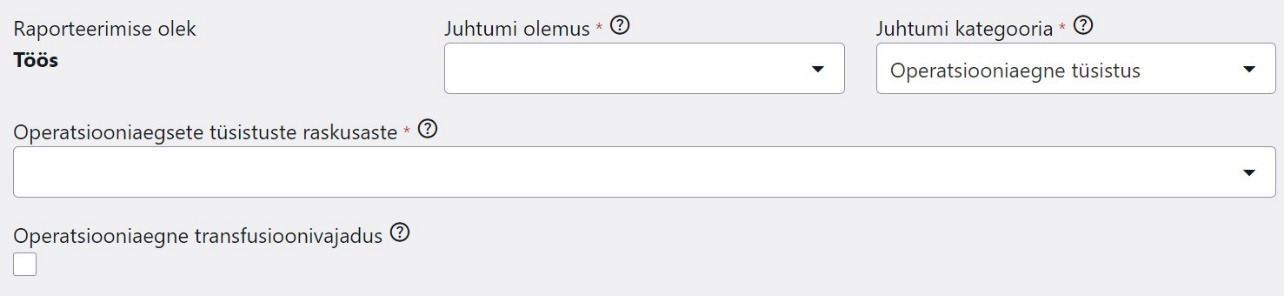 Raporteerimise olek
Töös
Juhtumi olemus * ?
Juhtumi kategooria * ?
Operatsiooniaegne tüsistus
Operatsiooniaegsete tüsistuste raskusaste * ?
Operatsiooniaegne transfusioonivajadus ?